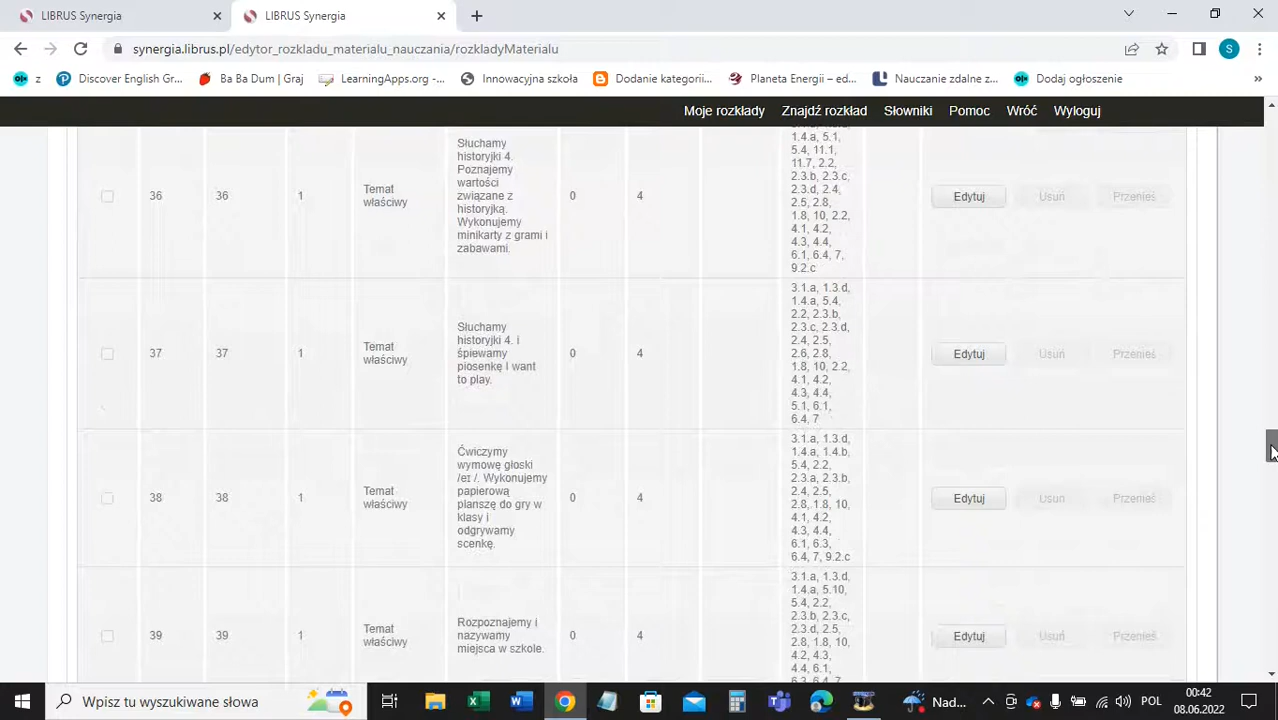 LIBRUS Synergia
LIBRUS Synergia
synergia.librus.pl/edytor_rozkladu_materialu_nauczania/rozkladyMaterialu
S
z
Discover English Gr...
Ba Ba Dum | Graj
LearningApps.org -...
Innowacyjna szkoła
Dodanie kategorii...
Planeta Energii – ed...
Nauczanie zdalne z...
Dodaj ogłoszenie
»
Moje rozkłady
Znajdź rozkład
Słowniki
Pomoc
Wróć
Wyloguj
36
36
1
Temat
właściwy
Słuchamy
historyjki 4.
Poznajemy
wartości
związane z
historyjką.
Wykonujemy
minikarty z grami i
zabawami.
0
4
1.4.a, 5.1,
5.4, 11.1,
11.7, 2.2,
2.3.b, 2.3.c,
2.3.d, 2.4,
2.5, 2.8,
1.8, 10, 2.2,
4.1, 4.2,
4.3, 4.4,
6.1, 6.4, 7,
9.2.c
Edytuj
Usuń
Przenieś
37
37
1
Temat
właściwy
Słuchamy
historyjki 4. i
śpiewamy
piosenkę I want
to play.
0
4
3.1.a, 1.3.d,
1.4.a, 5.4,
2.2, 2.3.b,
2.3.c, 2.3.d,
2.4, 2.5,
2.6, 2.8,
1.8, 10, 2.2,
4.1, 4.2,
4.3, 4.4,
5.1, 6.1,
6.4, 7
Edytuj
Usuń
Przenieś
38
38
1
Temat
właściwy
Ćwiczymy
wymowę głoski
/eɪ /. Wykonujemy
papierową
planszę do gry w
klasy i
odgrywamy
scenkę.
0
4
3.1.a, 1.3.d,
1.4.a, 1.4.b,
5.4, 2.2,
2.3.a, 2.3.b,
2.4, 2.5,
2.8, 1.8, 10,
4.1, 4.2,
4.3, 4.4,
6.1, 6.3,
6.4, 7, 9.2.c
Edytuj
Usuń
Przenieś
39
39
1
Temat
właściwy
Rozpoznajemy i
nazywamy
miejsca w szkole.
0
4
3.1.a, 1.3.d,
1.4.a, 5.10,
5.4, 2.2,
2.3.b, 2.3.c,
2.3.d, 2.5,
2.8, 1.8, 10,
4.2, 4.3,
4.4, 6.1,
6.3, 6.4, 7
Edytuj
Usuń
Przenieś
Wpisz tu wyszukiwane słowa
Nad...
POL
00:42
08.06.2022